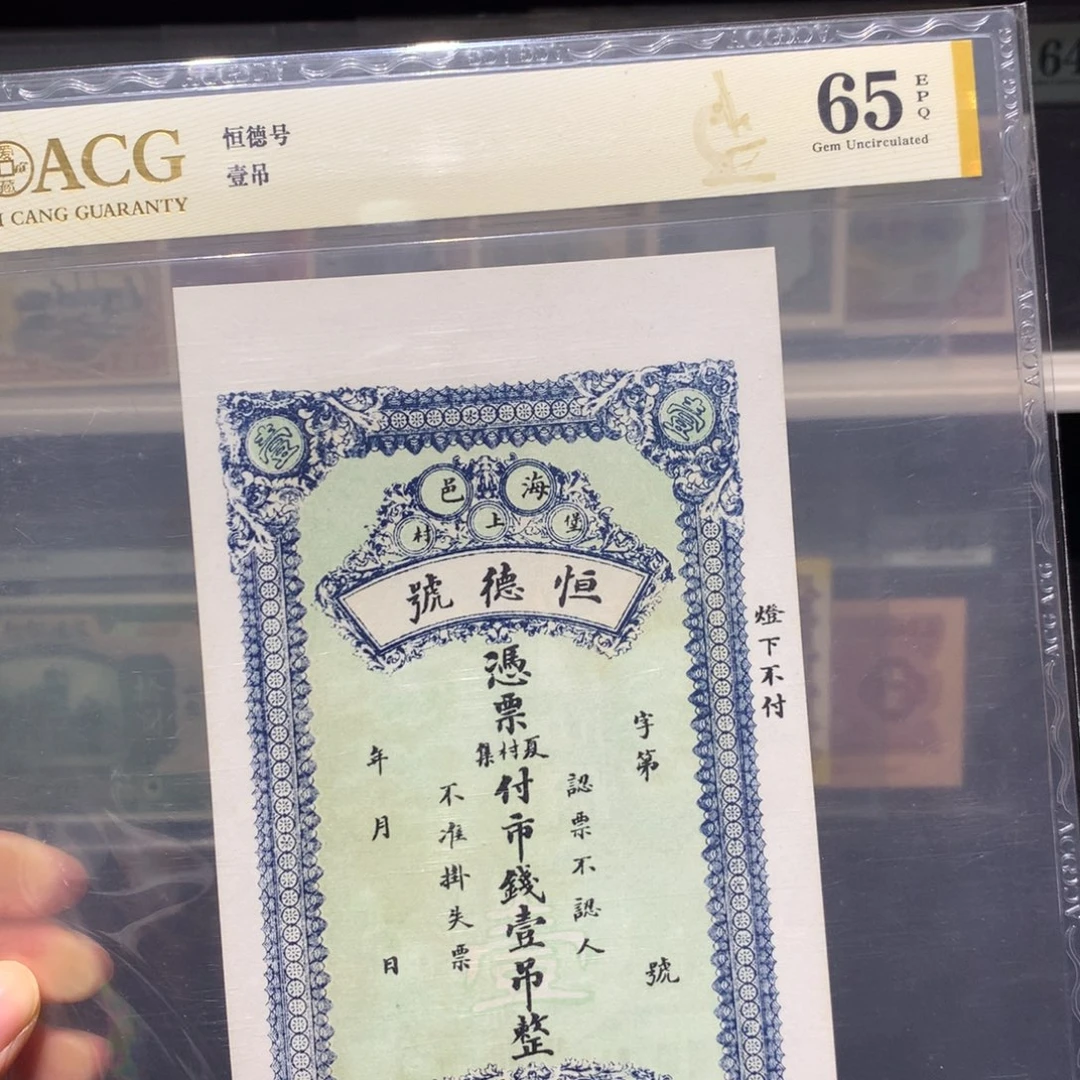 ACG
CANG GUARANTY
恒德号
壹吊
65
EPQ
Gem Uncirculated
64
壹
壹
海邑
堡上村
恒德號
憑票
夏村集
付市錢壹吊整
認票不認人
不准掛失票
字第
號
年
月
日
燈下不付